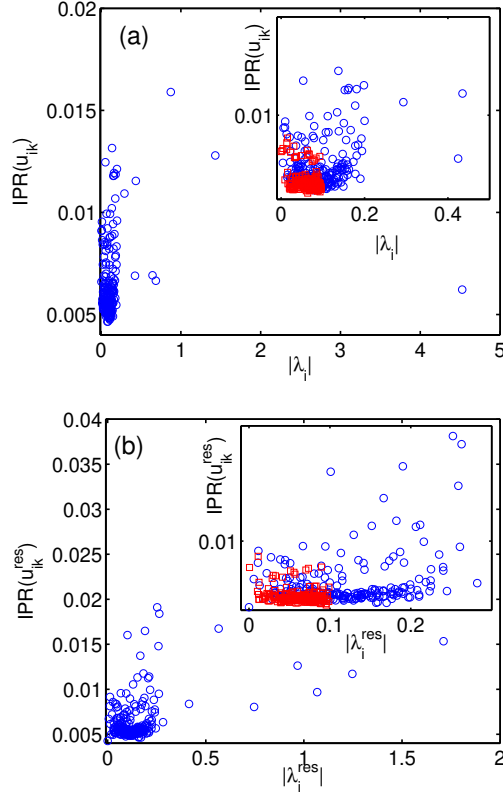 0.02
(a)
IPR(u_ik)
0.015
0.01
0.005
0 1 2 3 4 5
|λ_i|
IPR(u_ik)
0.01
0 0.2 0.4
|λ_i|
0.04
(b)
0.035
0.03
IPR(u_ik^res)
0.025
0.02
0.015
0.01
0.005
0 0.5 1 1.5 2
|λ_i^res|
IPR(u_ik^res)
0.01
0 0.1 0.2
|λ_i^res|